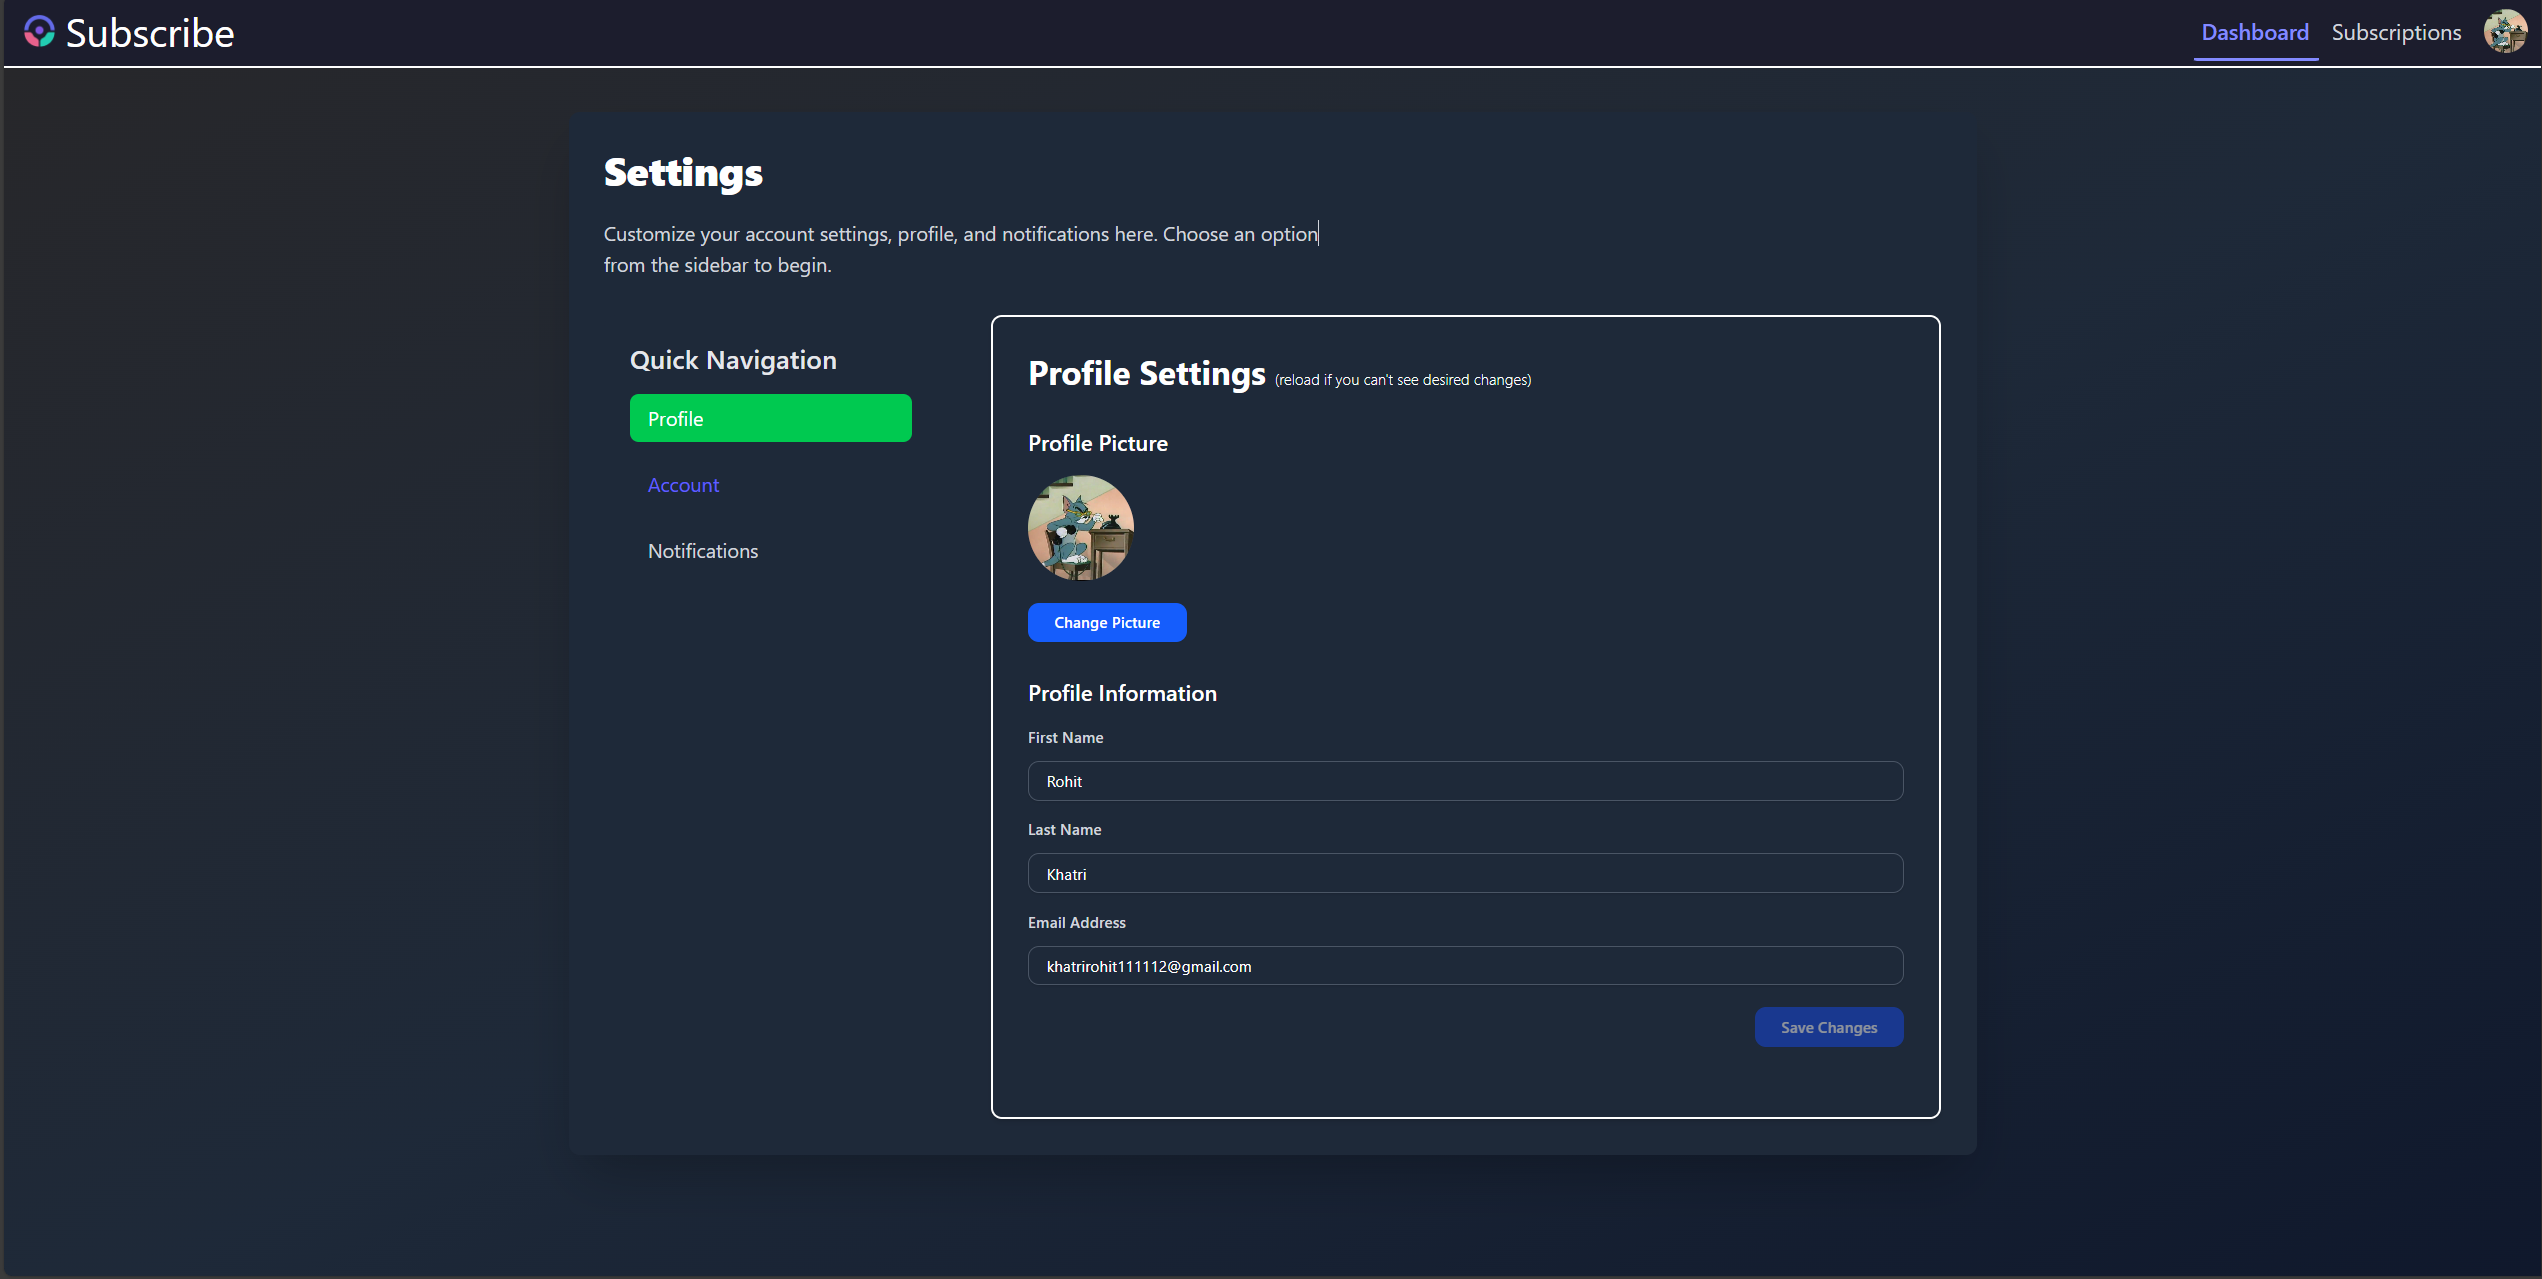 Subscribe
Dashboard
Subscriptions
Settings
Customize your account settings, profile, and notifications here. Choose an option
from the sidebar to begin.
Quick Navigation
Profile
Account
Notifications
Profile Settings (reload if you can't see desired changes)
Profile Picture
Change Picture
Profile Information
First Name
Rohit
Last Name
Khatri
Email Address
khatrirohit111112@gmail.com
Save Changes